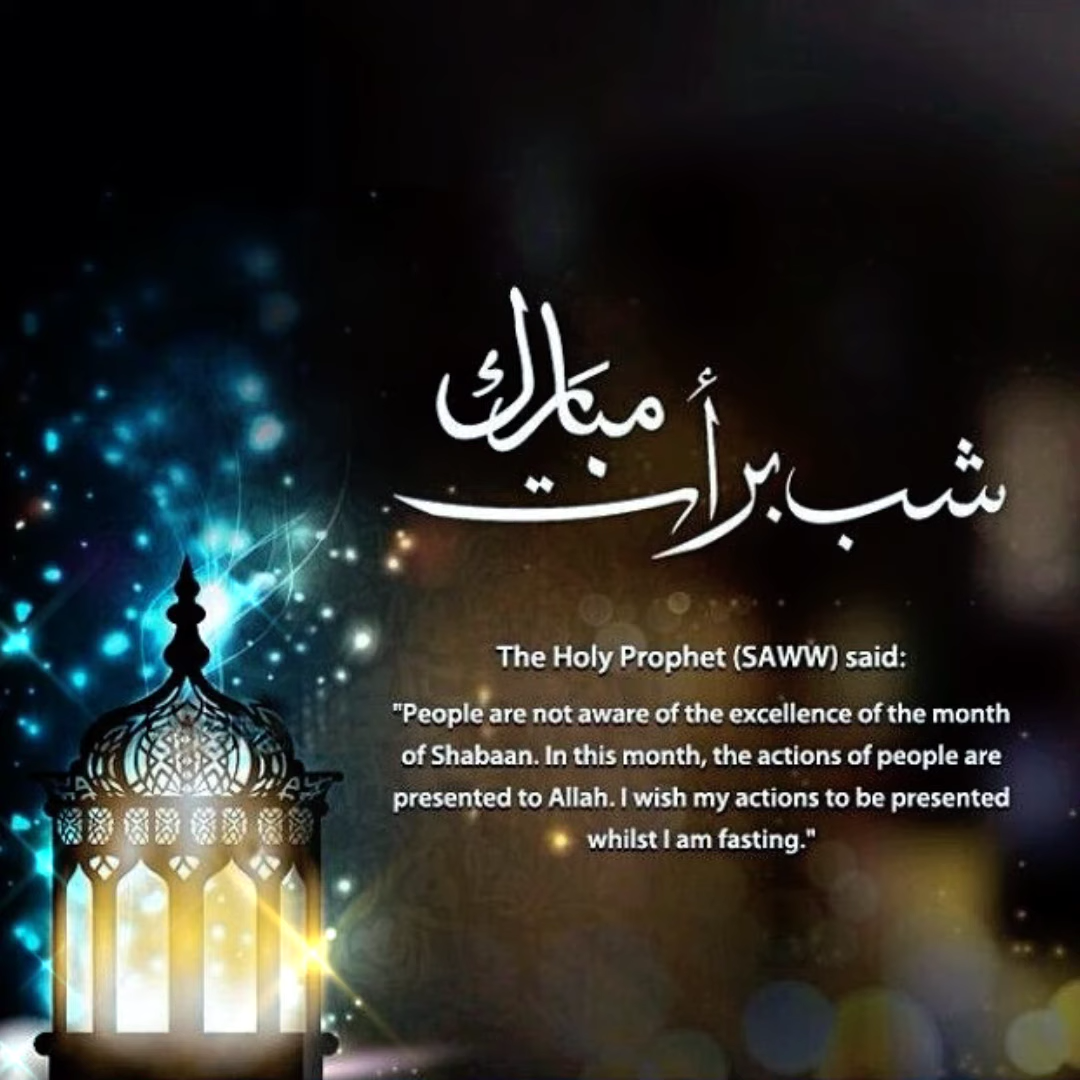 شب برأت مبارك
The Holy Prophet (SAWW) said:
"People are not aware of the excellence of the month
of Shabaan. In this month, the actions of people are
presented to Allah. I wish my actions to be presented
whilst I am fasting."